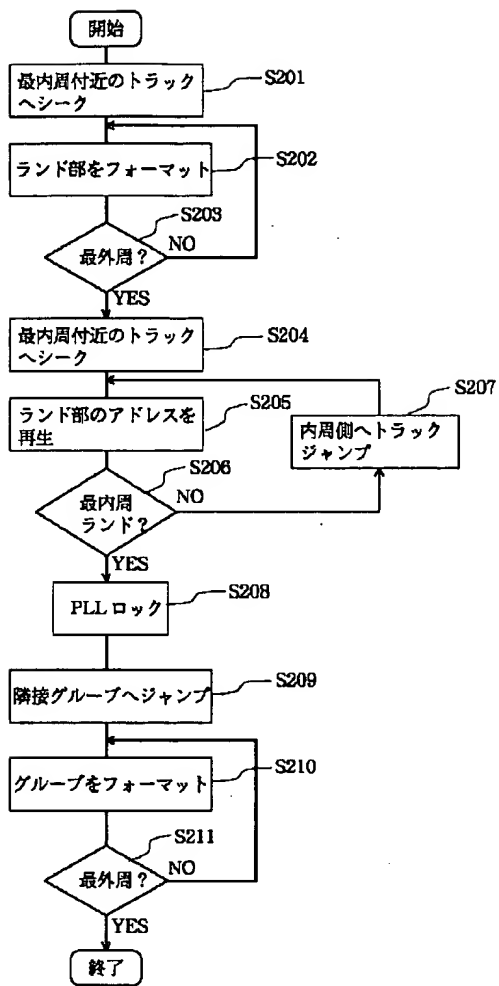 開始
最内周付近のトラック
へシーク
S201
ランド部をフォーマット
S202
S203
最外周？
NO
YES
最内周付近のトラック
へシーク
S204
S207
ランド部のアドレスを
再生
S205
内周側へトラック
ジャンプ
S206
最内周
ランド？
NO
YES
PLLロック
S208
隣接グループへジャンプ
S209
グループをフォーマット
S210
S211
最外周？
NO
YES
終了